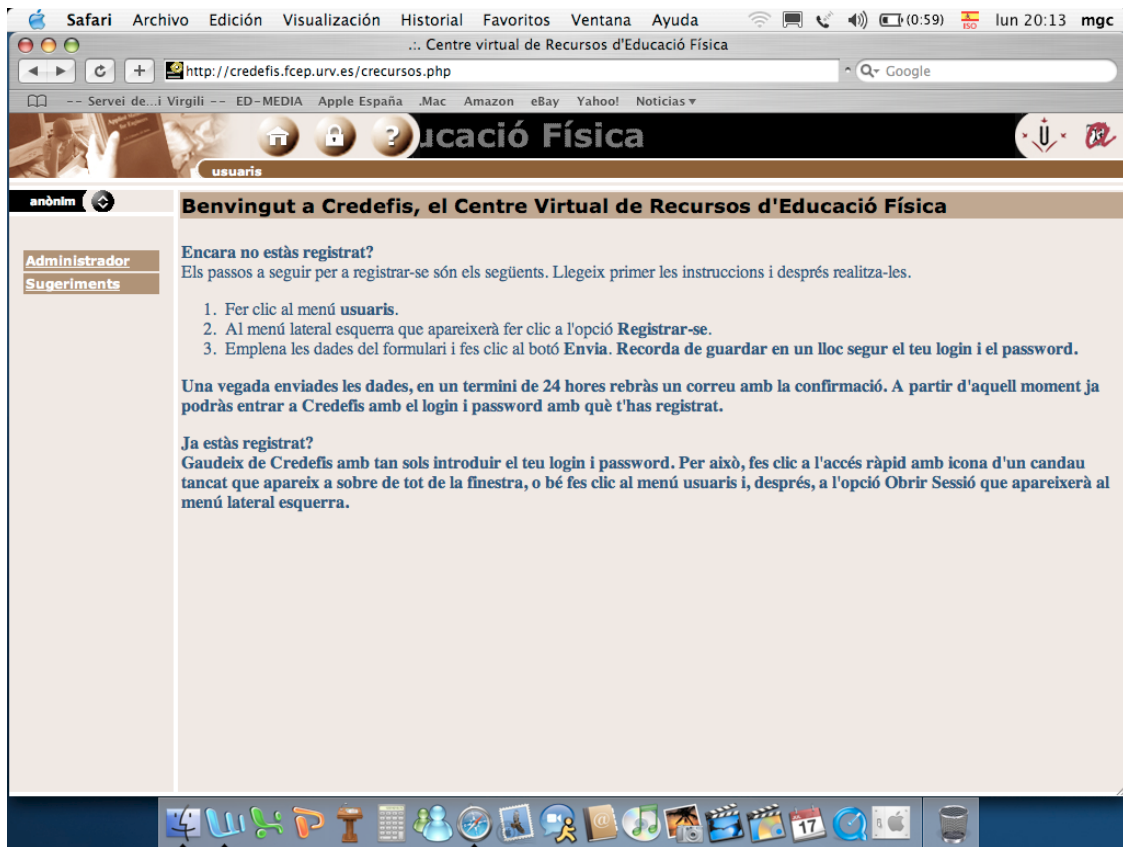 Safari Archivo Edición Visualización Historial Favoritos Ventana Ayuda (0:59) ISO lun 20:13 mgc
.:. Centre virtual de Recursos d'Educació Física
http://credefis.fcep.urv.es/crecursos.php Google
-- Servei de...i Virgili -- ED-MEDIA Apple España .Mac Amazon eBay Yahoo! Noticias
ucació Física
usuaris
anònim
Benvingut a Credefis, el Centre Virtual de Recursos d'Educació Física
Administrador
Sugeriments
Encara no estàs registrat?
Els passos a seguir per a registrar-se són els següents. Llegeix primer les instruccions i després realitza-les.
1. Fer clic al menú usuaris.
2. Al menú lateral esquerra que apareixerà fer clic a l'opció Registrar-se.
3. Emplena les dades del formulari i fes clic al botó Envia. Recorda de guardar en un lloc segur el teu login i el password.
Una vegada enviades les dades, en un termini de 24 hores rebràs un correu amb la confirmació. A partir d'aquell moment ja
podràs entrar a Credefis amb el login i password amb què t'has registrat.
Ja estàs registrat?
Gaudeix de Credefis amb tan sols introduir el teu login i password. Per això, fes clic a l'accés ràpid amb icona d'un candau
tancat que apareix a sobre de tot de la finestra, o bé fes clic al menú usuaris i, després, a l'opció Obrir Sessió que apareixerà al
menú lateral esquerra.
17